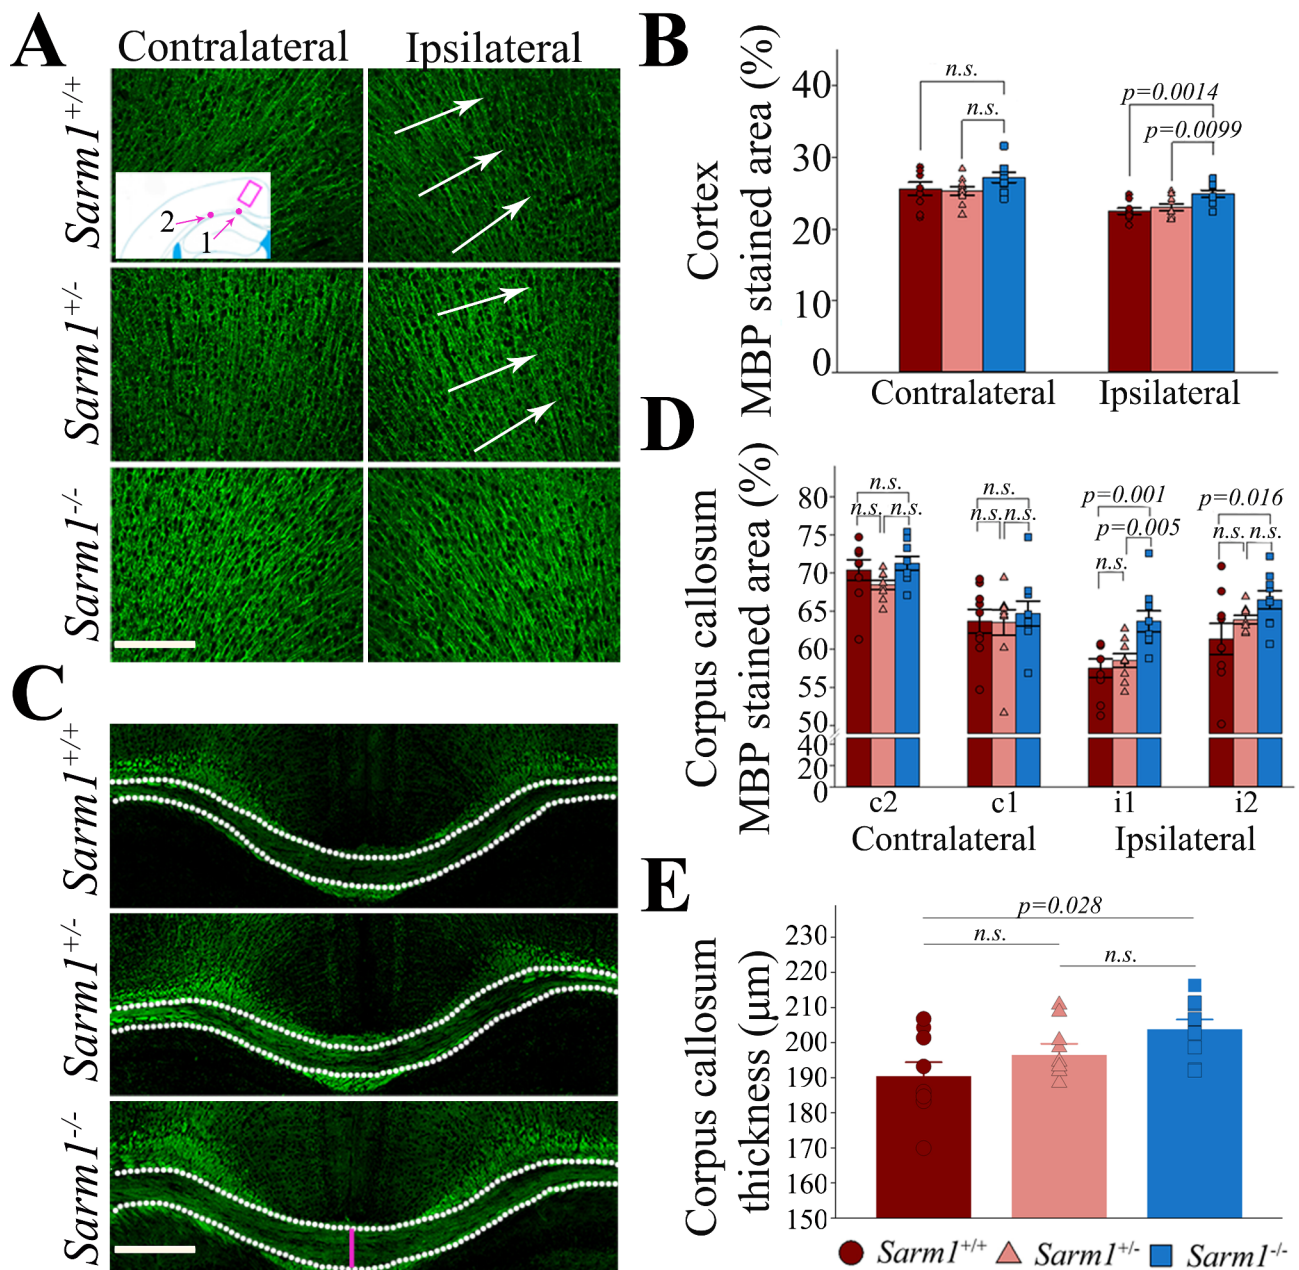 A
Contralateral
Ipsilateral
Sarm1+/+
2
1
Sarm1+/-
Sarm1-/-
B
Cortex
MBP stained area (%)
40
30
20
10
0
n.s.
n.s.
p=0.0014
p=0.0099
Contralateral
Ipsilateral
C
Sarm1+/+
Sarm1+/-
Sarm1-/-
D
Corpus callosum
MBP stained area (%)
80
75
70
65
60
55
50
40
20
0
n.s.
n.s.
n.s.
n.s.
n.s.
n.s.
p=0.001
p=0.005
n.s.
p=0.016
n.s.
n.s.
c2
c1
i1
i2
Contralateral
Ipsilateral
E
Corpus callosum
thickness (µm)
230
220
210
200
190
180
170
160
150
p=0.028
n.s.
n.s.
Sarm1+/+
Sarm1+/-
Sarm1-/-